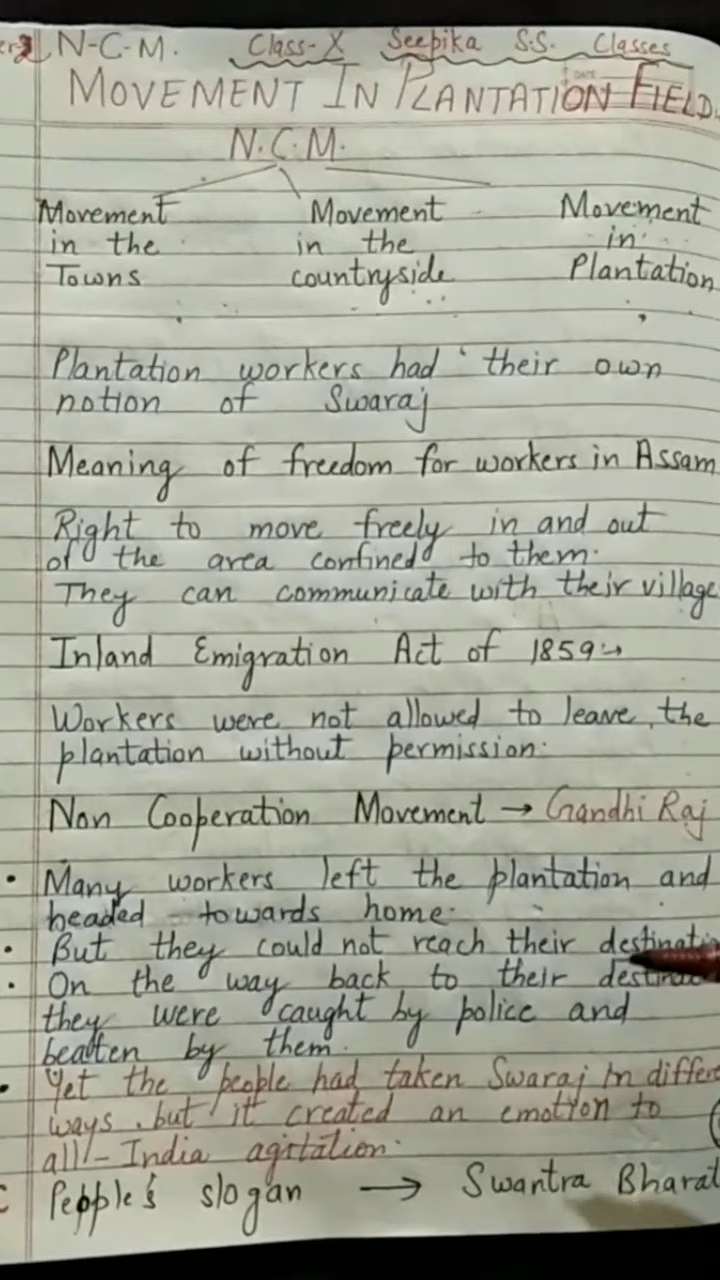 N-C-M. Class-X Seepika S.S. Classes
MOVEMENT IN PLANTATION FIELD.
N.C.M.
Movement in the Towns
Movement in the countryside
Movement in Plantation
Plantation workers had their own
notion of Swaraj
Meaning of freedom for workers in Assam
Right to move freely in and out
of the area confined to them.
They can communicate with their village
Inland Emigration Act of 1859:→
Workers were not allowed to leave the
plantation without permission.
Non Cooperation Movement → Gandhi Raj
• Many workers left the plantation and
headed towards home.
• But they could not reach their
• On the way back to their
they were caught by police and
beatten by them.
• Yet the people had taken Swaraj in
ways, but it created an emotion to
all-India agitation.
People's slogan → Swantra Bharat